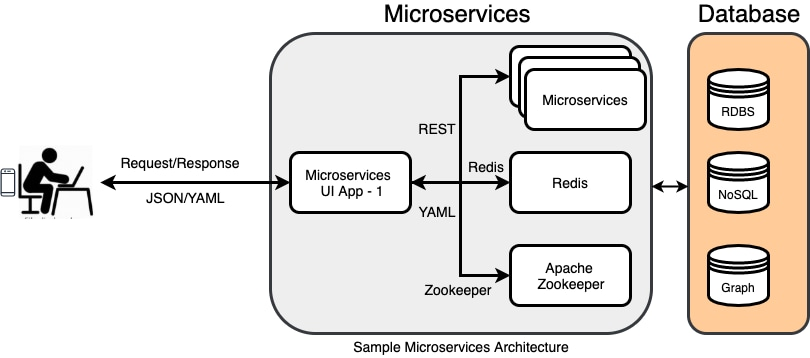 Microservices
Database
Microservices
RDBS
REST
Request/Response
Microservices
UI App - 1
Redis
Redis
NoSQL
JSON/YAML
YAML
Apache
Zookeeper
Zookeeper
Graph
Sample Microservices Architecture